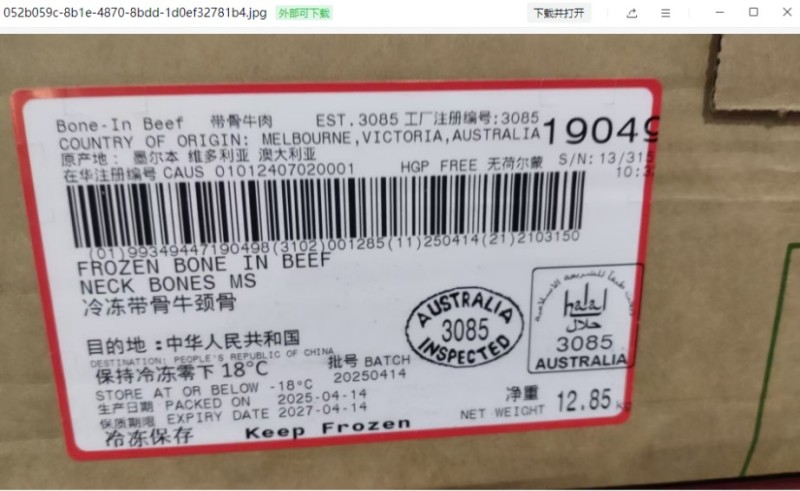 052b059c-8b1e-4870-8bdd-1d0ef32781b4.jpg 外部可下载 下载并打开
Bone-In Beef 带骨牛肉 EST.3085 工厂注册编号:3085
COUNTRY OF ORIGIN: MELBOURNE,VICTORIA,AUSTRALIA 19049
原产地: 墨尔本 维多利亚 澳大利亚
S/N: 13/315
在华注册编号 CAUS 01012407020001 HGP FREE 无荷尔蒙
(01)99349447190498(3102)001285(11)250414(21)2103150
FROZEN BONE IN BEEF
NECK BONES MS
冷冻带骨牛颈骨
AUSTRALIA
3085
INSPECTED
halal
حلال
3085
AUSTRALIA
目的地:中华人民共和国
DESTINATION: PEOPLE'S REPUBLIC OF CHINA
保持冷冻零下 18°C 批号 BATCH
STORE AT OR BELOW -18°C 20250414
生产日期 PACKED ON 2025-04-14
保质期限 EXPIRY DATE 2027-04-14
净重
NET WEIGHT 12.85
冷冻保存 Keep Frozen